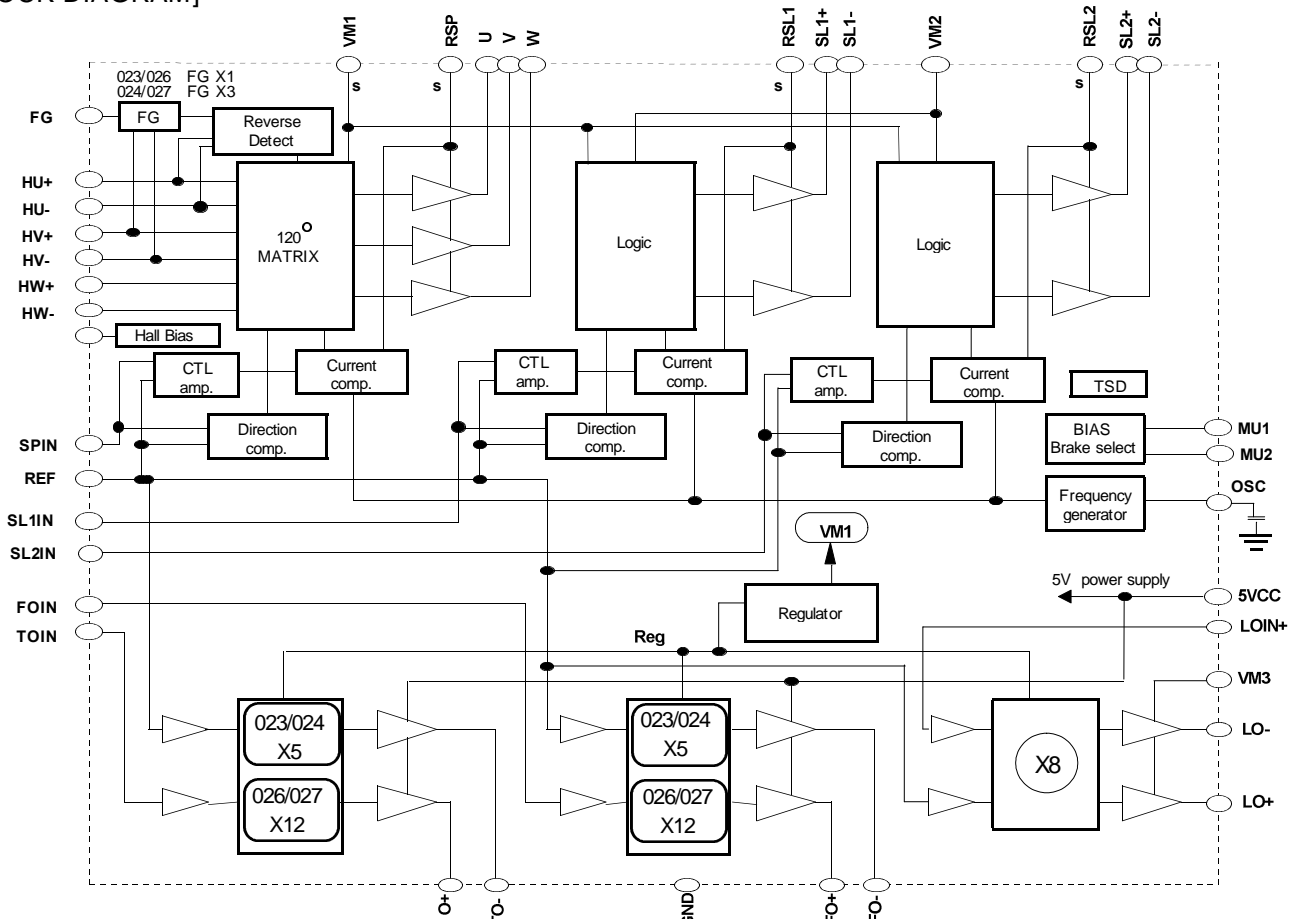 OUR DIAGRAM]
VM1
RSP
U
V
W
RSL1
SL1+
SL1-
VM2
RSL2
SL2+
SL2-
s
s
s
s
023/026 FG X1
024/027 FG X3
FG
FG
Reverse
Detect
HU+
HU-
HV+
HV-
HW+
HW-
120°
MATRIX
Logic
Logic
Hall Bias
CTL
amp.
Current
comp.
CTL
amp.
Current
comp.
CTL
amp.
Current
comp.
TSD
Direction
comp.
Direction
comp.
Direction
comp.
BIAS
Brake select
MU1
MU2
SPIN
REF
SL1IN
SL2IN
FOIN
TOIN
Frequency
generator
OSC
VM1
Regulator
Reg
5V power supply
5VCC
LOIN+
VM3
LO-
LO+
023/024
X5
026/027
X12
023/024
X5
026/027
X12
X8
O+
O-
GND
FO+
FO-